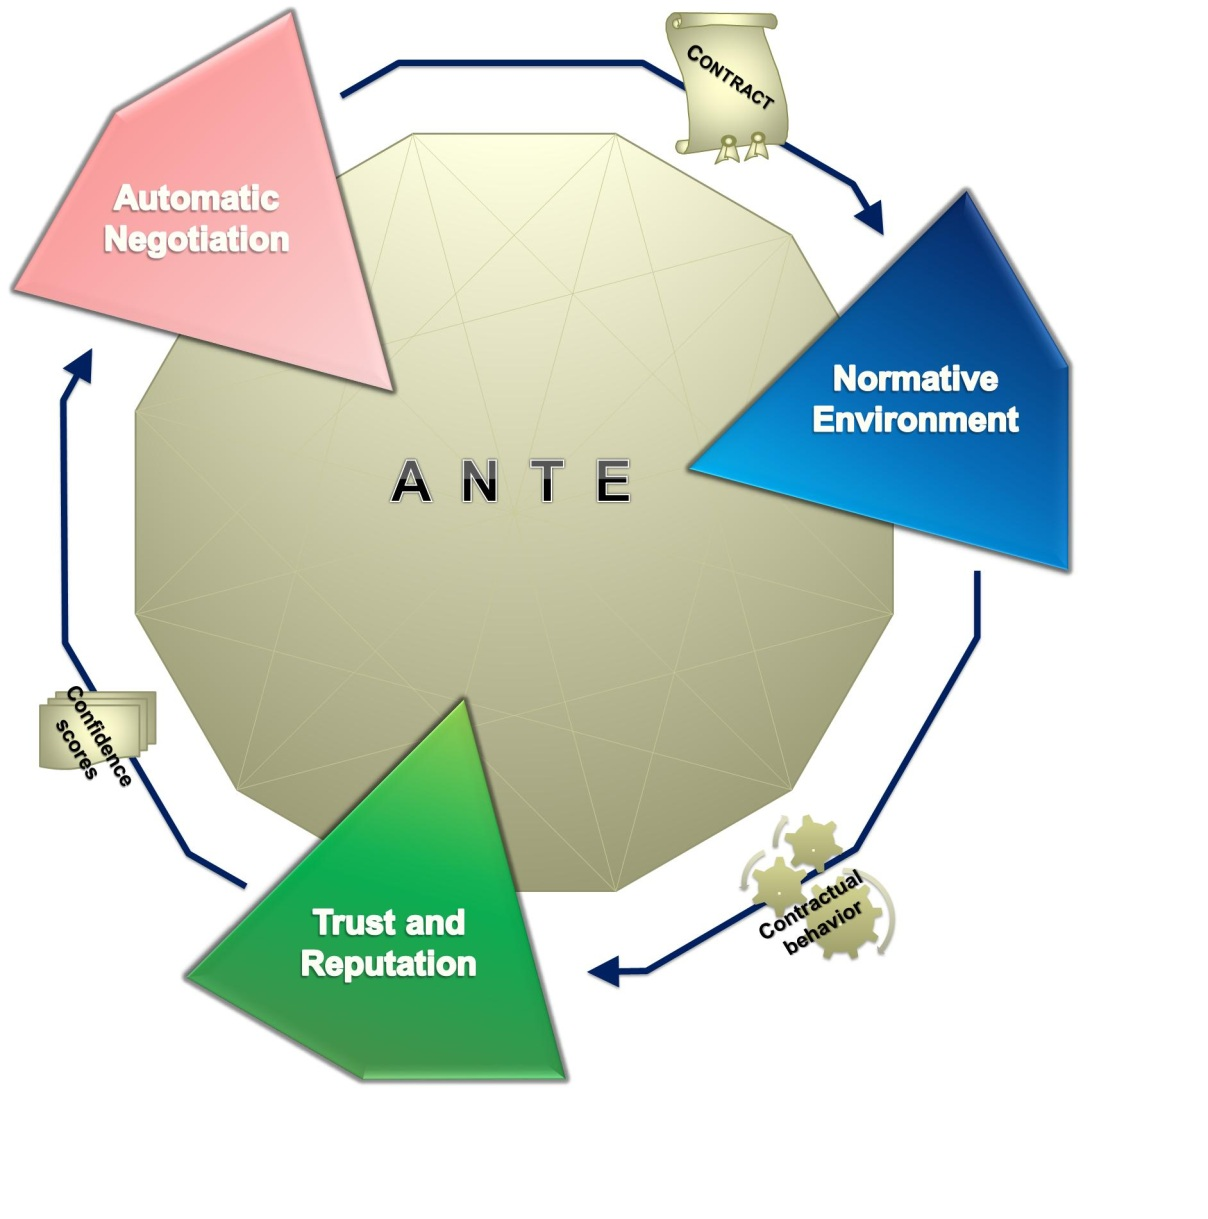 CONTRACT
Automatic
Negotiation
Normative
Environment
A N T E
Confidence
scores
Contractual
behavior
Trust and
Reputation